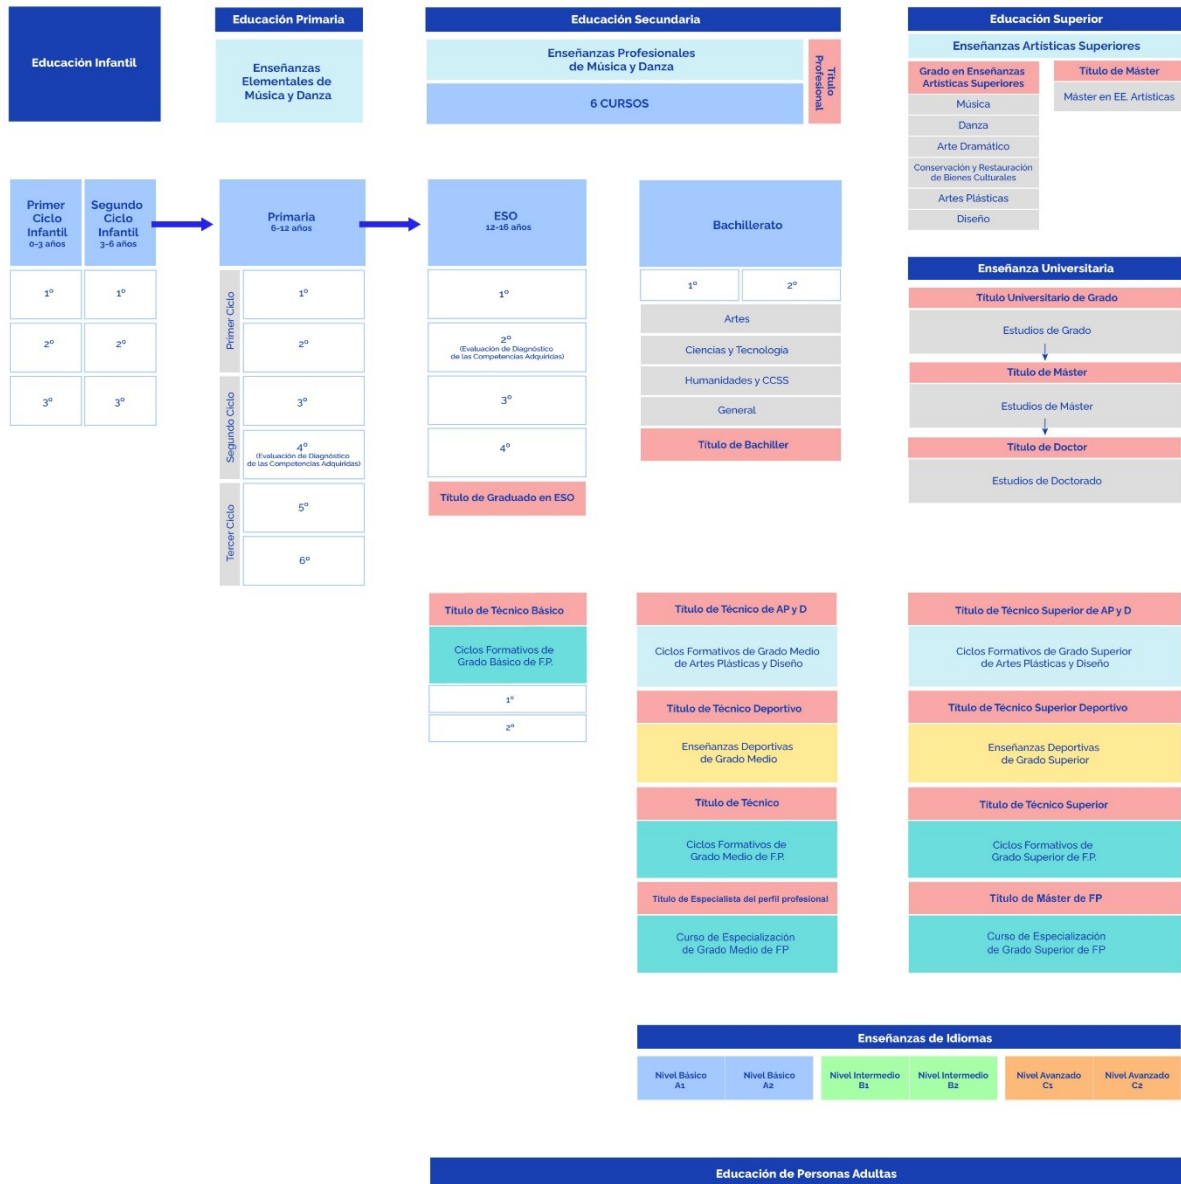 Educación Infantil
Educación Primaria
Enseñanzas
Elementales de
Música y Danza
Educación Secundaria
Enseñanzas Profesionales
de Música y Danza
6 CURSOS
Título
Profesional
Educación Superior
Enseñanzas Artísticas Superiores
Grado en Enseñanzas
Artísticas Superiores
Música
Danza
Arte Dramático
Conservación y Restauración
de Bienes Culturales
Artes Plásticas
Diseño
Título de Máster
Máster en EE. Artísticas
Primer
Ciclo
Infantil
0-3 años
1º
2º
3º
Segundo
Ciclo
Infantil
3-6 años
1º
2º
3º
Primaria
6-12 años
Primer Ciclo
1º
2º
Segundo Ciclo
3º
4º
(Evaluación de Diagnóstico
de las Competencias Adquiridas)
Tercer Ciclo
5º
6º
ESO
12-16 años
1º
2º
(Evaluación de Diagnóstico
de las Competencias Adquiridas)
3º
4º
Título de Graduado en ESO
Bachillerato
1º
2º
Artes
Ciencias y Tecnología
Humanidades y CCSS
General
Título de Bachiller
Enseñanza Universitaria
Título Universitario de Grado
Estudios de Grado
Título de Máster
Estudios de Máster
Título de Doctor
Estudios de Doctorado
Título de Técnico Básico
Ciclos Formativos de
Grado Básico de F.P.
1º
2º
Título de Técnico de AP y D
Ciclos Formativos de Grado Medio
de Artes Plásticas y Diseño
Título de Técnico Deportivo
Enseñanzas Deportivas
de Grado Medio
Título de Técnico
Ciclos Formativos de
Grado Medio de F.P.
Título de Especialista del perfil profesional
Curso de Especialización
de Grado Medio de FP
Título de Técnico Superior de AP y D
Ciclos Formativos de Grado Superior
de Artes Plásticas y Diseño
Título de Técnico Superior Deportivo
Enseñanzas Deportivas
de Grado Superior
Título de Técnico Superior
Ciclos Formativos de
Grado Superior de F.P.
Título de Máster de FP
Curso de Especialización
de Grado Superior de FP
Enseñanzas de Idiomas
Nivel Básico
A1
Nivel Básico
A2
Nivel Intermedio
B1
Nivel Intermedio
B2
Nivel Avanzado
C1
Nivel Avanzado
C2
Educación de Personas Adultas